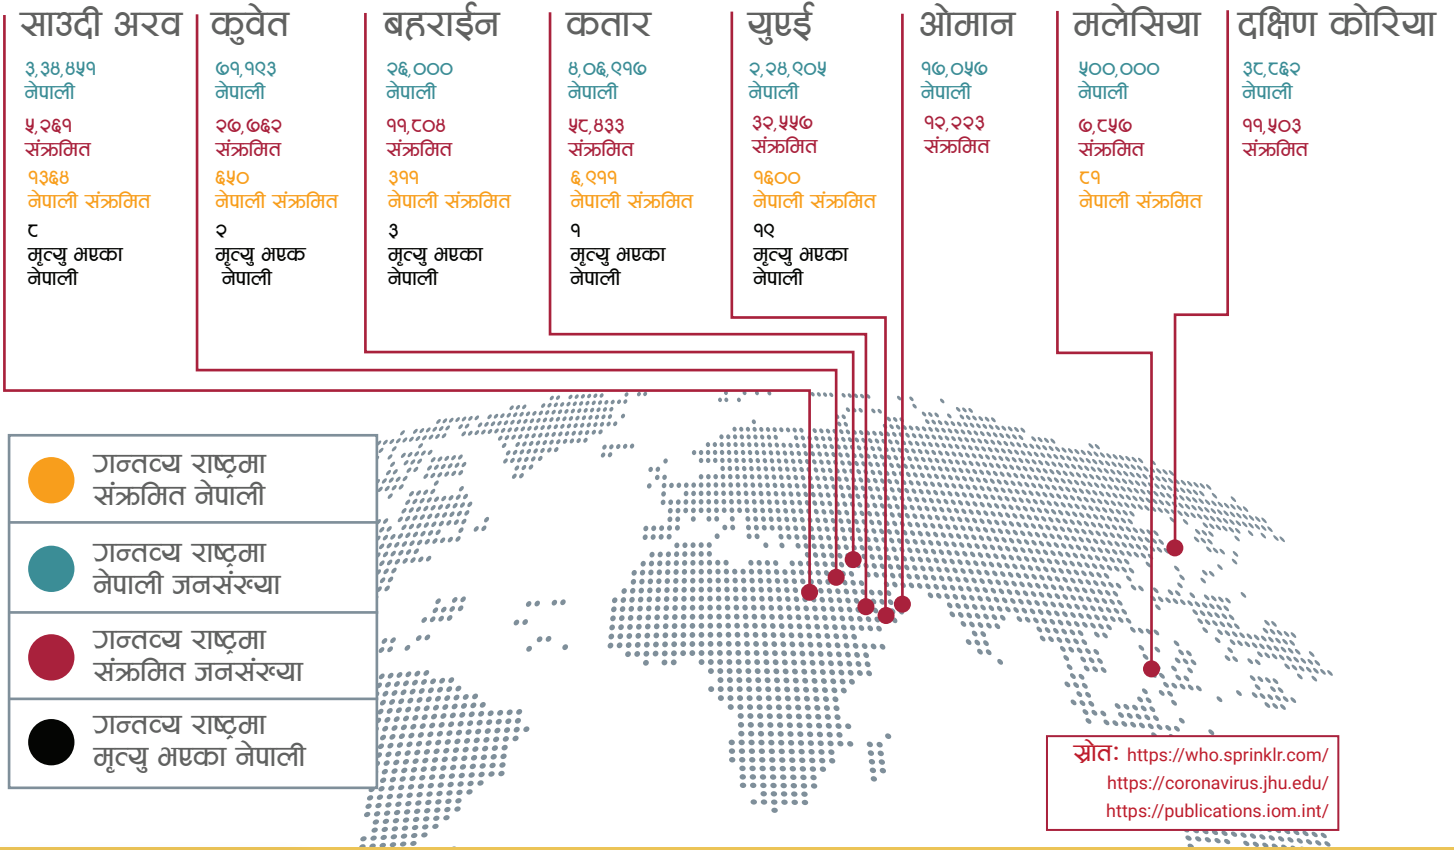 साउदी अरव
३,३४,४५१
नेपाली
५,२६१
संक्रमित
१३६४
नेपाली संक्रमित
८
मृत्यु भएका
नेपाली
कुवेत
७१,१९३
नेपाली
२७,७६२
संक्रमित
६५०
नेपाली संक्रमित
२
मृत्यु भएक
नेपाली
बहराईन
२६,०००
नेपाली
११,८०४
संक्रमित
३११
नेपाली संक्रमित
३
मृत्यु भएका
नेपाली
कतार
४,०६,९१७
नेपाली
५८,४३३
संक्रमित
६,९११
नेपाली संक्रमित
१
मृत्यु भएका
नेपाली
युएई
२,२४,९०५
नेपाली
३२,५५७
संक्रमित
१६००
नेपाली संक्रमित
१९
मृत्यु भएका
नेपाली
ओमान
१७,०५७
नेपाली
१२,२२३
संक्रमित
मलेसिया
५००,०००
नेपाली
७,८५७
संक्रमित
८१
नेपाली संक्रमित
दक्षिण कोरिया
३८,८६२
नेपाली
११,५०३
संक्रमित
गन्तव्य राष्ट्रमा
संक्रमित नेपाली
गन्तव्य राष्ट्रमा
नेपाली जनसंख्या
गन्तव्य राष्ट्रमा
संक्रमित जनसंख्या
गन्तव्य राष्ट्रमा
मृत्यु भएका नेपाली
स्रोत: https://who.sprinklr.com/
https://coronavirus.jhu.edu/
https://publications.iom.int/